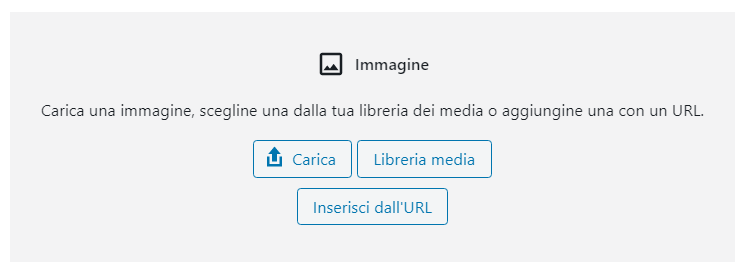 Immagine
Carica una immagine, scegline una dalla tua libreria dei media o aggiungine una con un URL.
Carica
Libreria media
Inserisci dall'URL